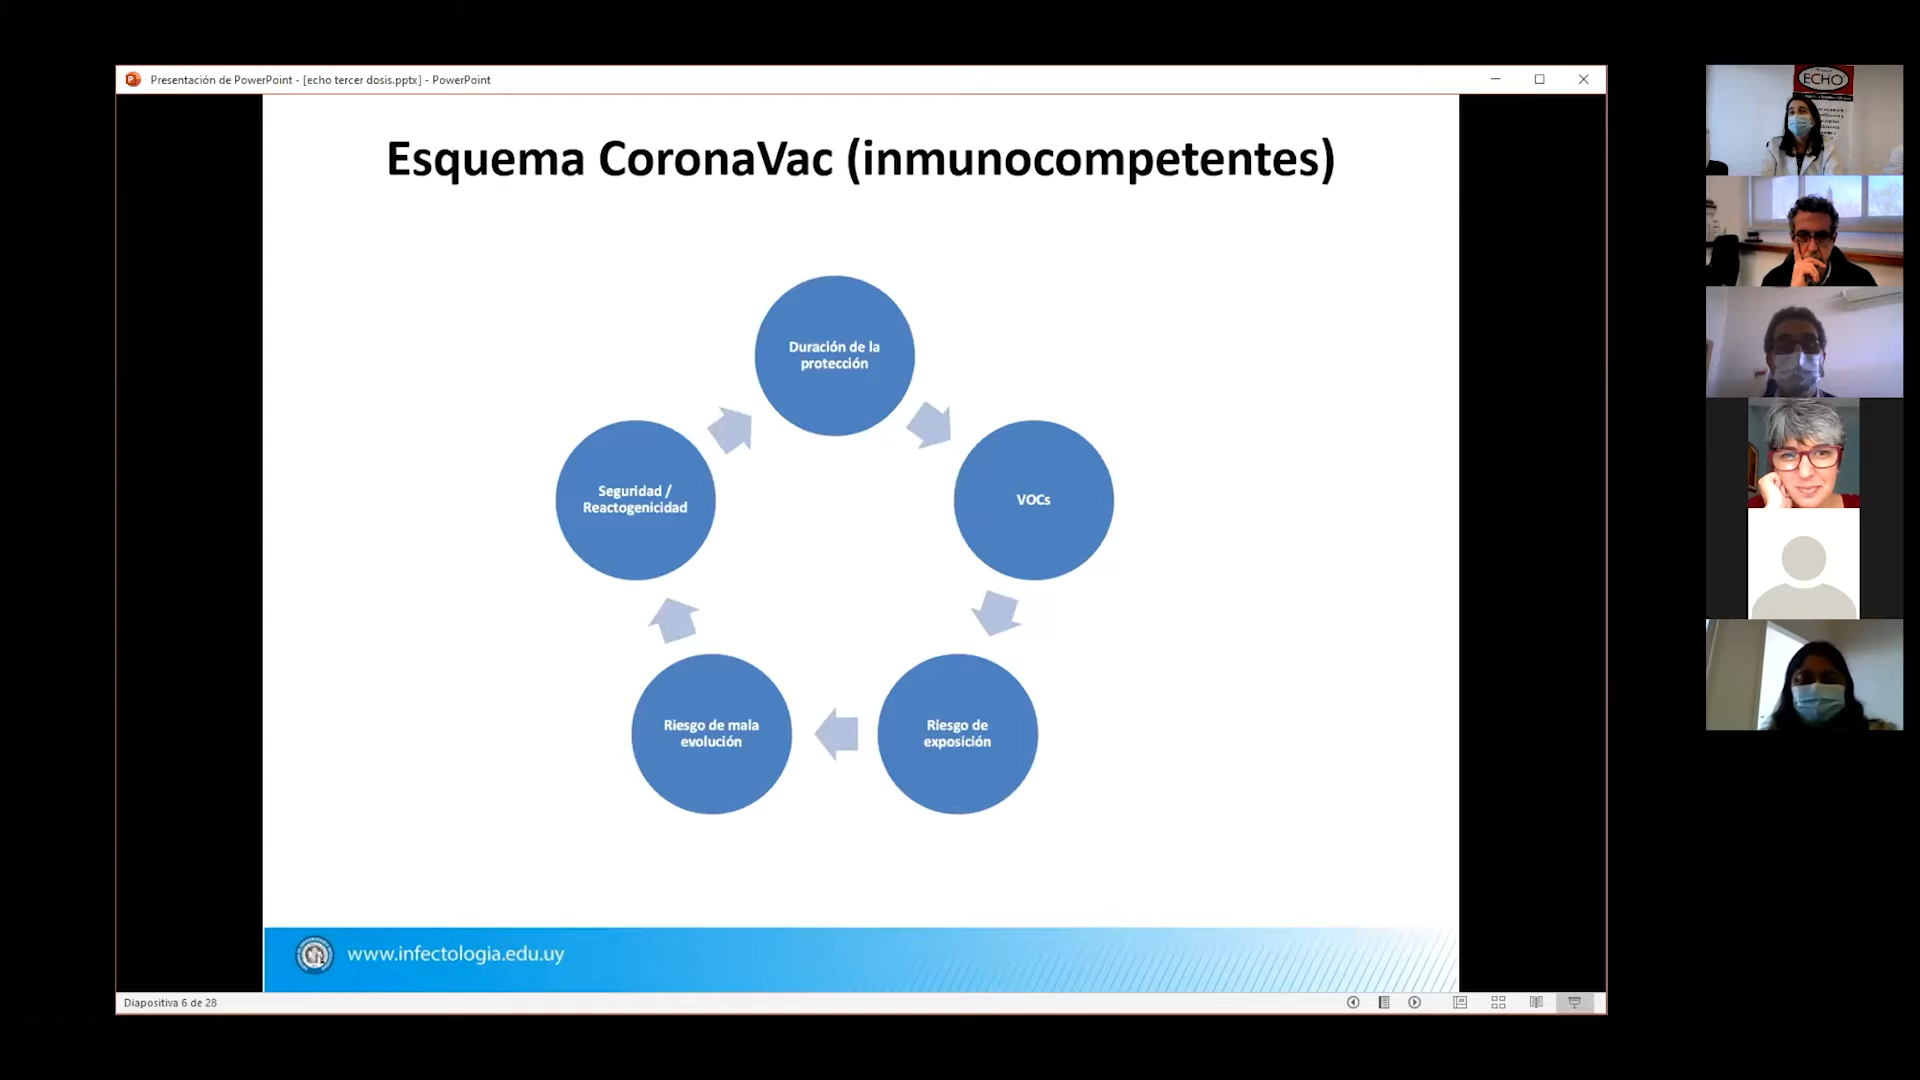 Presentación de PowerPoint - [echo tercer dosis.pptx] - PowerPoint
Esquema CoronaVac (inmunocompetentes)
Duración de la
protección
VOCs
Riesgo de
exposición
Riesgo de mala
evolución
Seguridad /
Reactogenicidad
www.infectologia.edu.uy
Diapositiva 6 de 28
ECHO